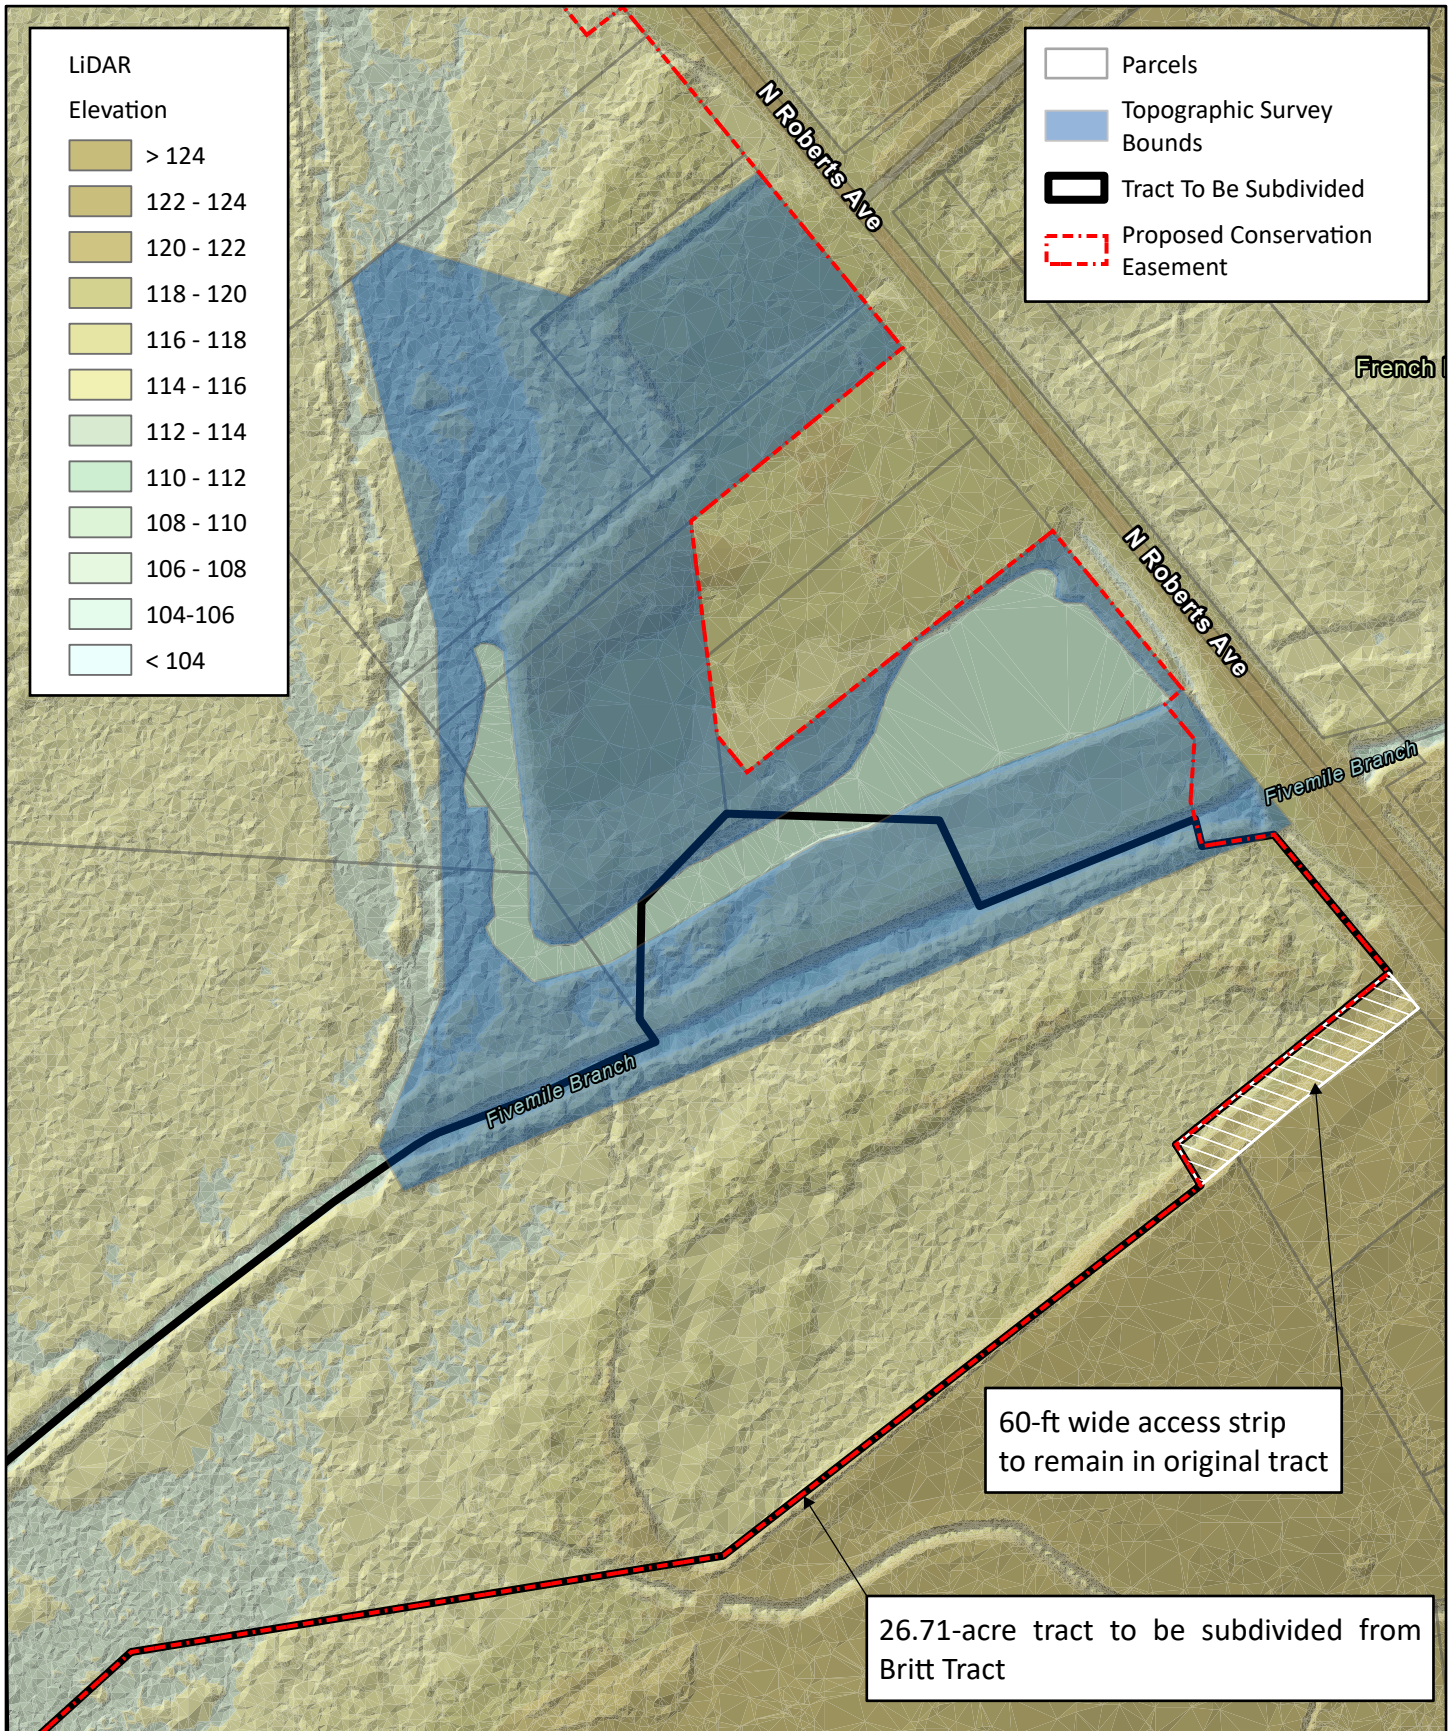 LiDAR
Elevation
> 124
122 - 124
120 - 122
118 - 120
116 - 118
114 - 116
112 - 114
110 - 112
108 - 110
106 - 108
104-106
< 104
Parcels
Topographic Survey
Bounds
Tract To Be Subdivided
Proposed Conservation
Easement
N Roberts Ave
French
N Roberts Ave
Fivemile Branch
Fivemile Branch
60-ft wide access strip
to remain in original tract
26.71-acre tract to be subdivided from
Britt Tract